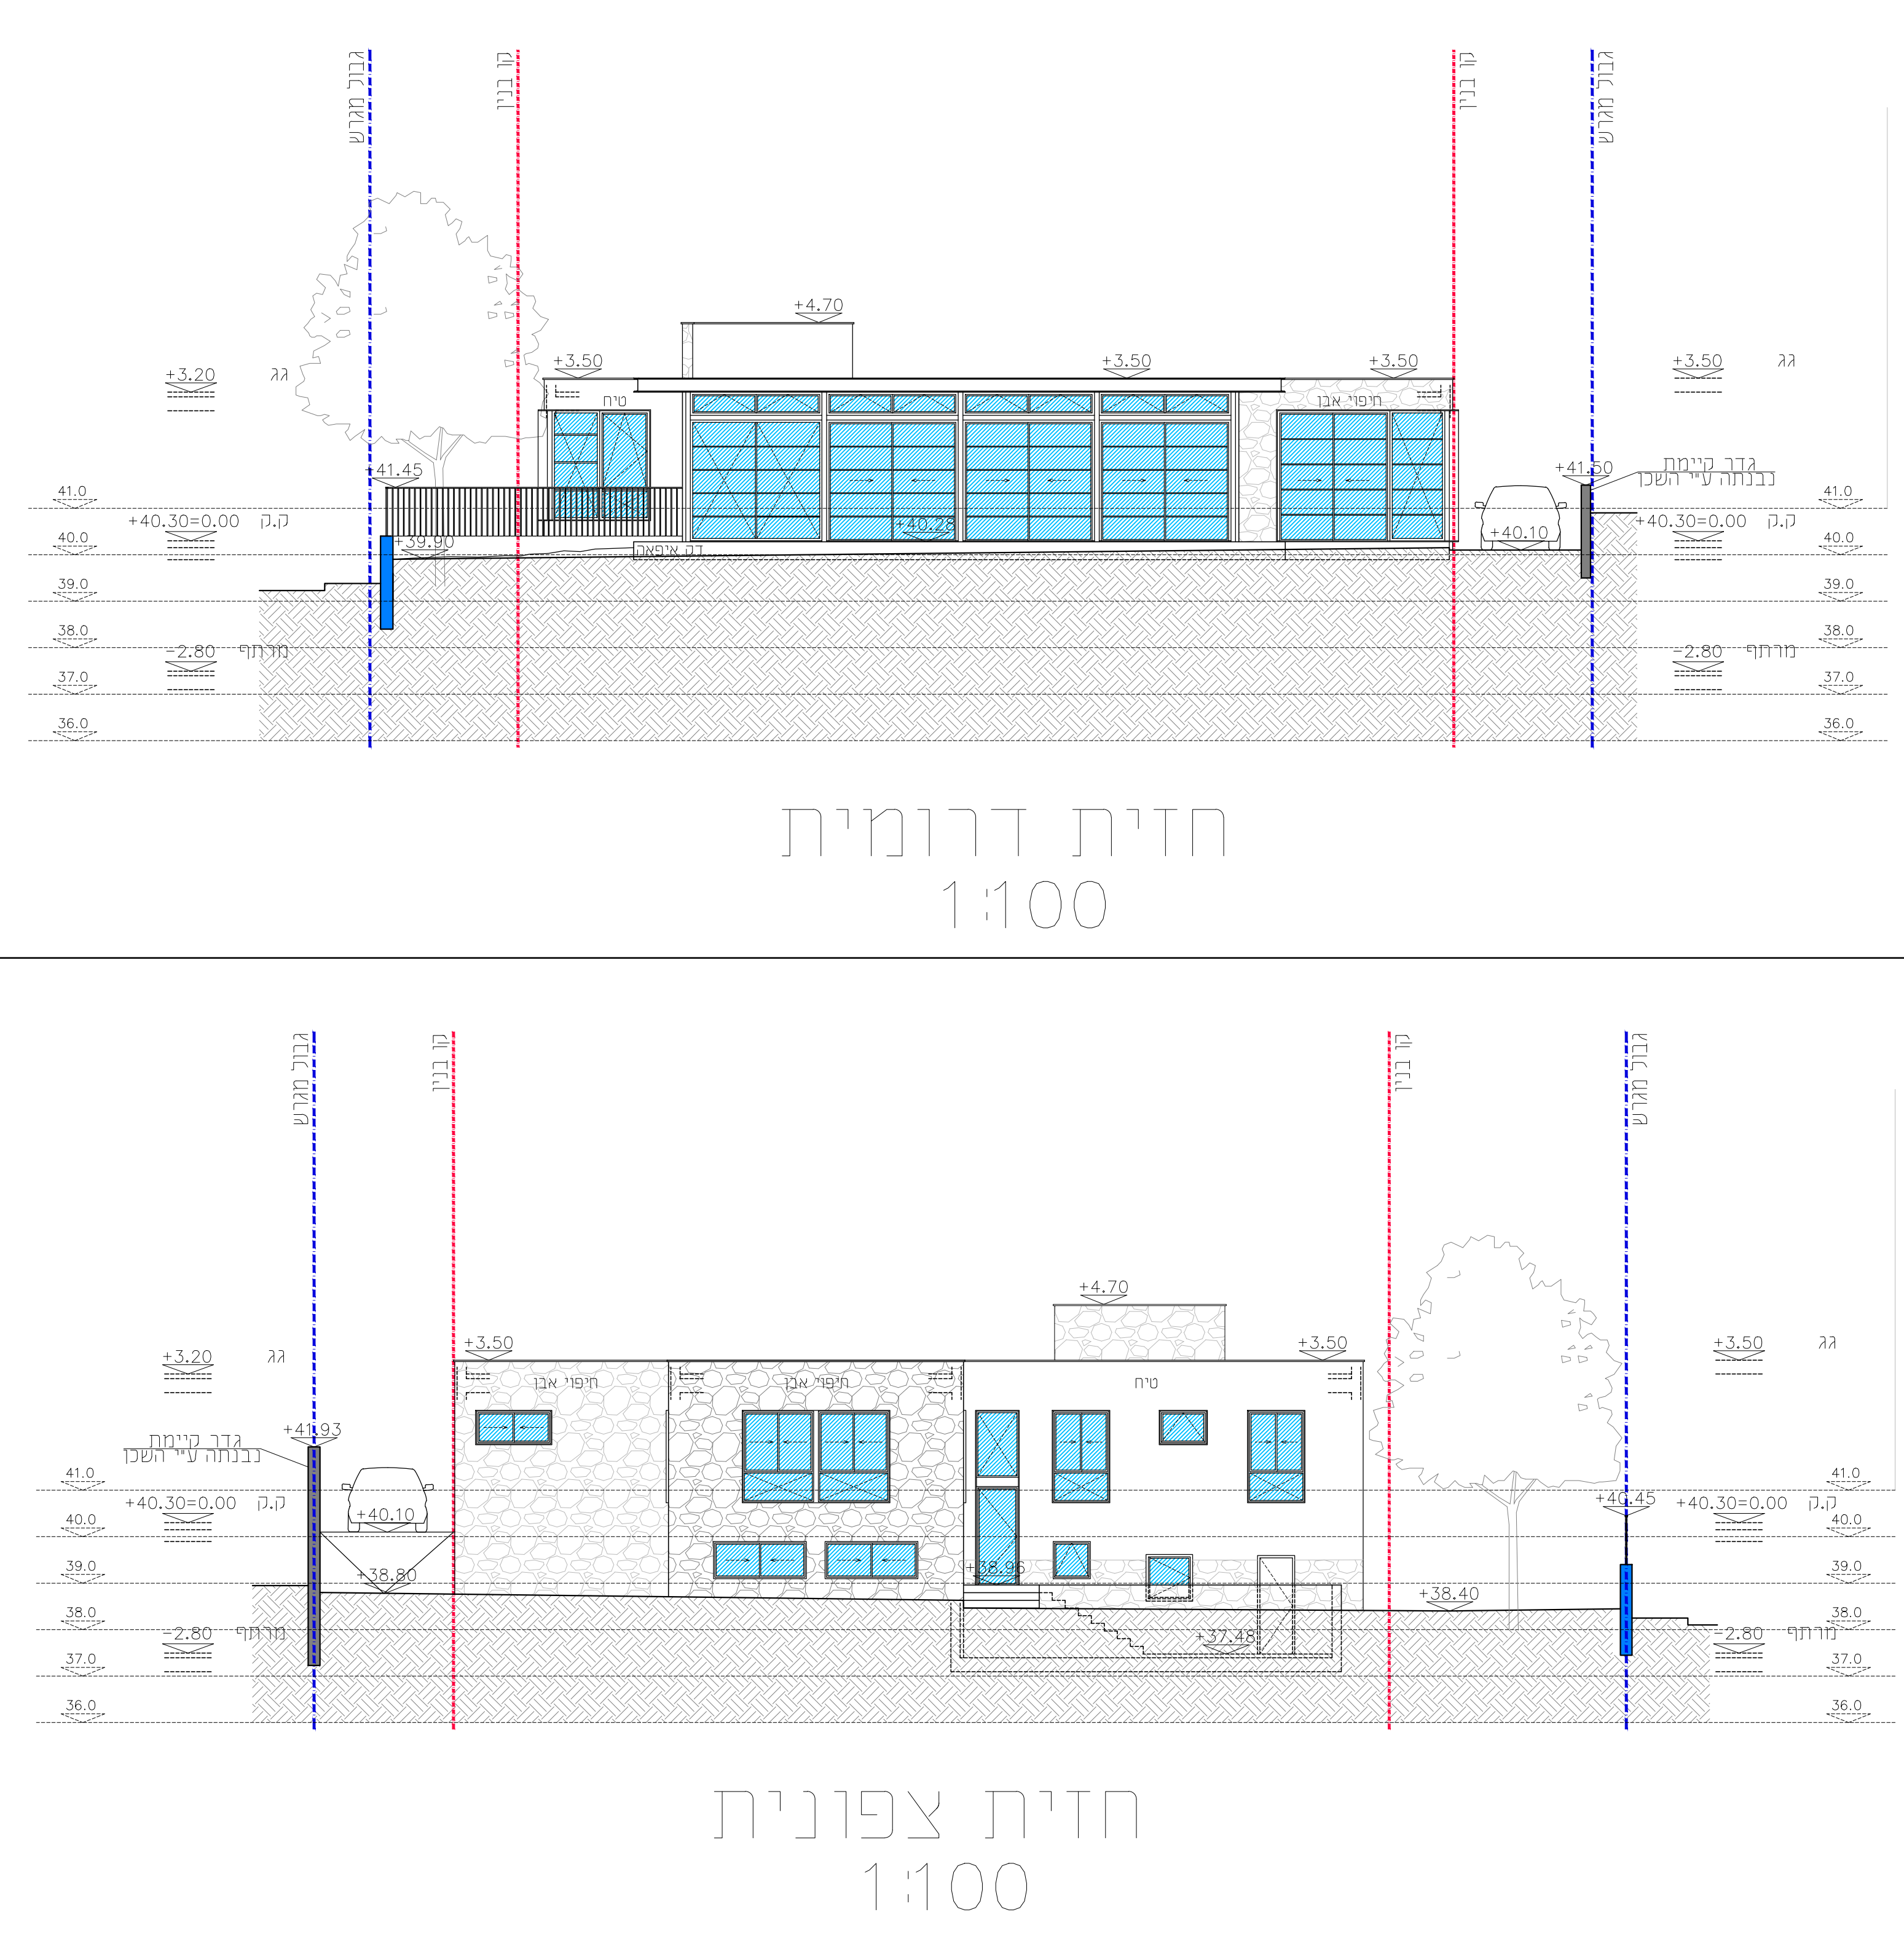 גבול מגרש
קו בנין
קו בנין
גבול מגרש
+4.70
+3.50
+3.50
+3.50
+3.20 גג
+3.50 גג
טיח
חיפוי אבן
+41.45
+41.50
גדר קיימת
נבנתה ע"י השכן
41.0
41.0
+40.30=0.00 ק.ק
+40.30=0.00 ק.ק
40.0
+39.90
+40.28
+40.10
40.0
דק איפאה
39.0
39.0
38.0
38.0
-2.80 מרתף
-2.80 מרתף
37.0
37.0
36.0
36.0
חזית דרומית
1:100
גבול מגרש
קו בנין
קו בנין
גבול מגרש
+4.70
+3.50
+3.50
+3.20 גג
+3.50 גג
חיפוי אבן
חיפוי אבן
טיח
+41.93
גדר קיימת
נבנתה ע"י השכן
41.0
41.0
+40.30=0.00 ק.ק
+40.45
+40.30=0.00 ק.ק
40.0
+40.10
40.0
39.0
+38.80
+38.96
39.0
+38.40
38.0
38.0
-2.80 מרתף
+37.48
-2.80 מרתף
37.0
37.0
36.0
36.0
חזית צפונית
1:100